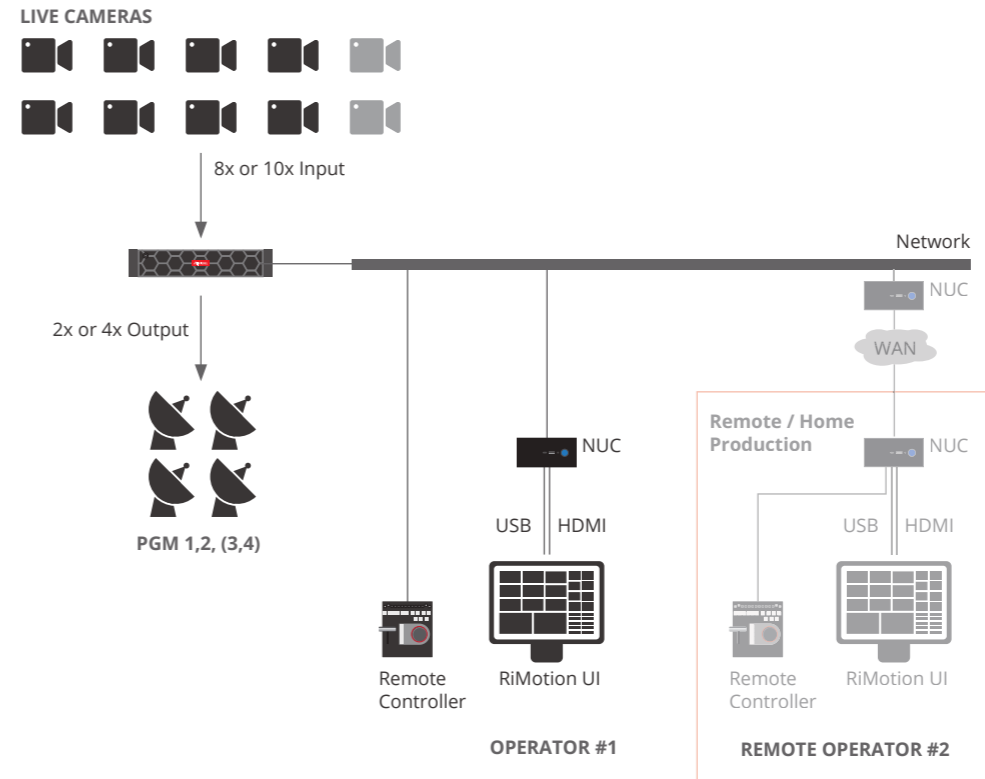 LIVE CAMERAS
8x or 10x Input
Network
NUC
2x or 4x Output
WAN
Remote / Home
Production
NUC
NUC
USB
HDMI
USB
HDMI
PGM 1,2, (3,4)
Remote
Controller
RiMotion UI
Remote
Controller
RiMotion UI
OPERATOR #1
REMOTE OPERATOR #2